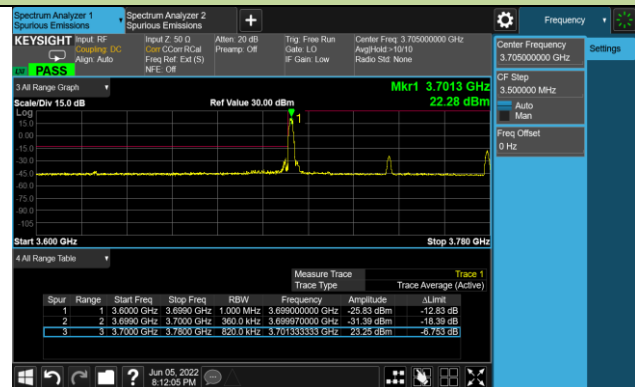 Spectrum Analyzer 1
Spurious Emissions
Spectrum Analyzer 2
Spurious Emissions
+
Frequency
KEYSIGHT
Input: RF
Coupling: DC
Align: Auto
Input Z: 50 Ω
Corr CCorr RCal
Freq Ref: Ext (S)
NFE: Off
Atten: 20 dB
Preamp: Off
Trig: Free Run
Gate: LO
IF Gain: Low
Center Freq: 3.705000000 GHz
Avg|Hold:>10/10
Radio Std: None
PASS
Center Frequency
3.705000000 GHz
Settings
CF Step
3.500000 MHz
Auto
Man
Freq Offset
0 Hz
3 All Range Graph
Mkr1 3.7013 GHz
Scale/Div 15.0 dB
Ref Value 30.00 dBm
22.28 dBm
Log
15.0
0.00
-15.0
-30.0
-45.0
-60.0
-75.0
-90.0
-105
1
Start 3.600 GHz
Stop 3.780 GHz
4 All Range Table
Measure Trace Trace 1
Trace Type Trace Average (Active)
Spur Range Start Freq Stop Freq RBW Frequency Amplitude ΔLimit
1 1 3.6000 GHz 3.6990 GHz 1.000 MHz 3.699000000 GHz -25.83 dBm -12.83 dB
2 2 3.6990 GHz 3.7000 GHz 360.0 kHz 3.699970000 GHz -31.39 dBm -18.39 dB
3 3 3.7000 GHz 3.7800 GHz 820.0 kHz 3.701333333 GHz 23.25 dBm -6.753 dB
?
Jun 05, 2022
8:12:05 PM